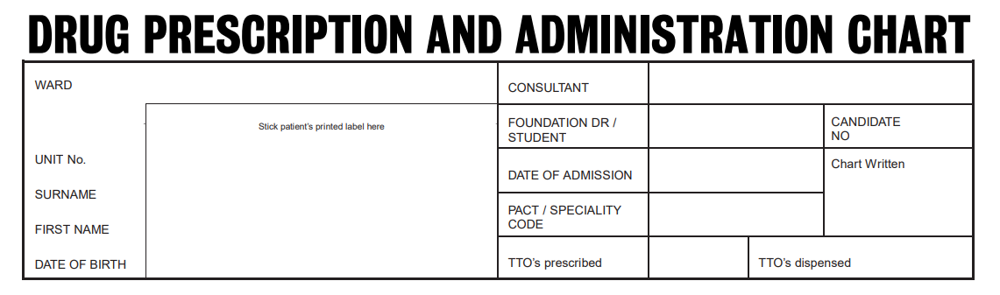 DRUG PRESCRIPTION AND ADMINISTRATION CHART
WARD
Stick patient's printed label here
UNIT No.
SURNAME
FIRST NAME
DATE OF BIRTH
CONSULTANT
FOUNDATION DR /
STUDENT
CANDIDATE
NO
DATE OF ADMISSION
Chart Written
PACT / SPECIALITY
CODE
TTO's prescribed
TTO's dispensed